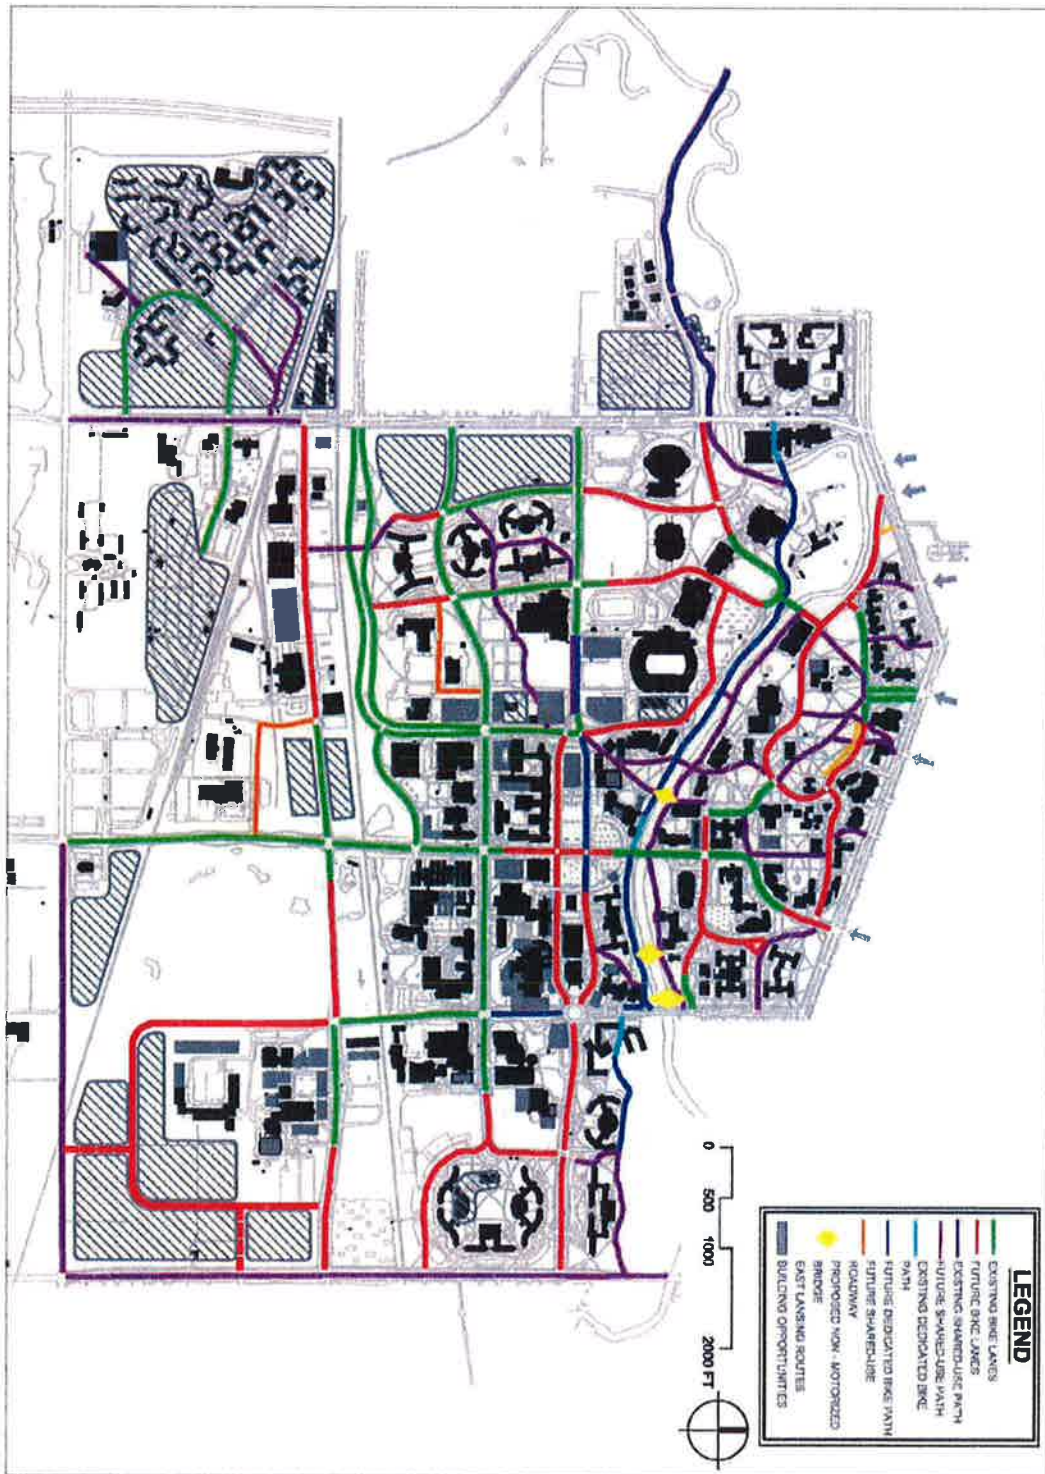 LEGEND
EXISTING BIKE LANES
FUTURE BIKE LANES
EXISTING SHARED-USE PATH
FUTURE SHARED-USE PATH
EXISTING DEDICATED BIKE
PATH
FUTURE DEDICATED BIKE PATH
FUTURE SHARED-USE
ROADWAY
PROPOSED NON - MOTORIZED
BRIDGE
EAST LANSING ROUTES
BUILDING OPPORTUNITIES
0
500
1000
2000 FT